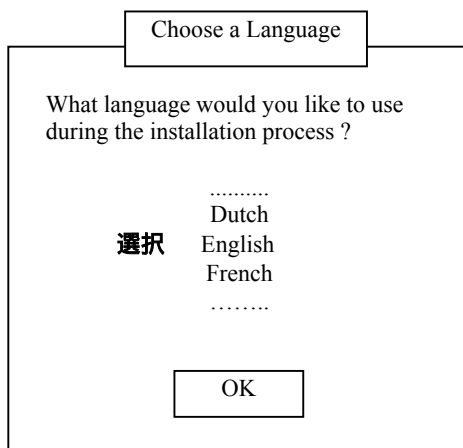 Choose a Language
What language would you like to use
during the installation process ?
..........
Dutch
選択 English
French
……..
OK